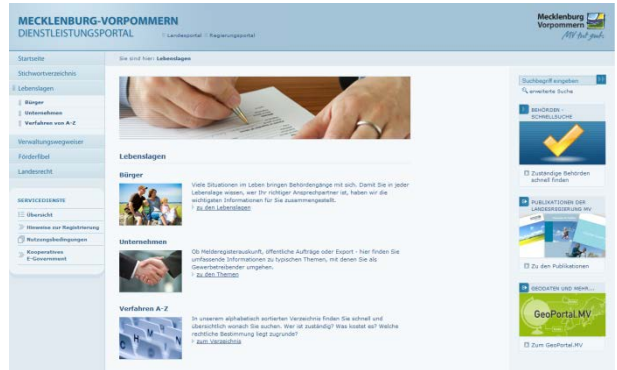 MECKLENBURG-VORPOMMERN
DIENSTLEISTUNGSPORTAL
Landesportal Regierungsportal
Mecklenburg
Vorpommern
MV tut gut.
Startseite
Stichwortverzeichnis
Lebenslagen
Bürger
Unternehmen
Verfahren von A-Z
Verwaltungswegweiser
Förderfibel
Landesrecht
SERVICEDIENSTE
Übersicht
Hinweise zur Registrierung
Nutzungsbedingungen
Kooperatives
E-Government
Sie sind hier: Lebenslagen
Lebenslagen
Bürger
Viele Situationen im Leben bringen Behördengänge mit sich. Damit Sie in jeder
Lebenslage wissen, wer Ihr richtiger Ansprechpartner ist, haben wir die
wichtigsten Informationen für Sie zusammengestellt.
zu den Lebenslagen
Unternehmen
Ob Melderegisterauskunft, öffentliche Aufträge oder Export - hier finden Sie
umfassende Informationen zu typischen Themen, mit denen Sie als
Gewerbetreibender umgehen.
zu den Themen
Verfahren A-Z
In unserem alphabetisch sortierten Verzeichnis finden Sie schnell und
übersichtlich wonach Sie suchen. Wer ist zuständig? Was kostet es? Welche
rechtliche Bestimmung liegt zugrunde?
zum Verzeichnis
Suchbegriff eingeben
erweiterte Suche
BEHÖRDEN -
SCHNELLSUCHE
Zuständige Behörden
schnell finden
PUBLIKATIONEN DER
LANDESREGIERUNG MV
Zu den Publikationen
GEODATEN UND MEHR...
GeoPortal.MV
Zum GeoPortal.MV